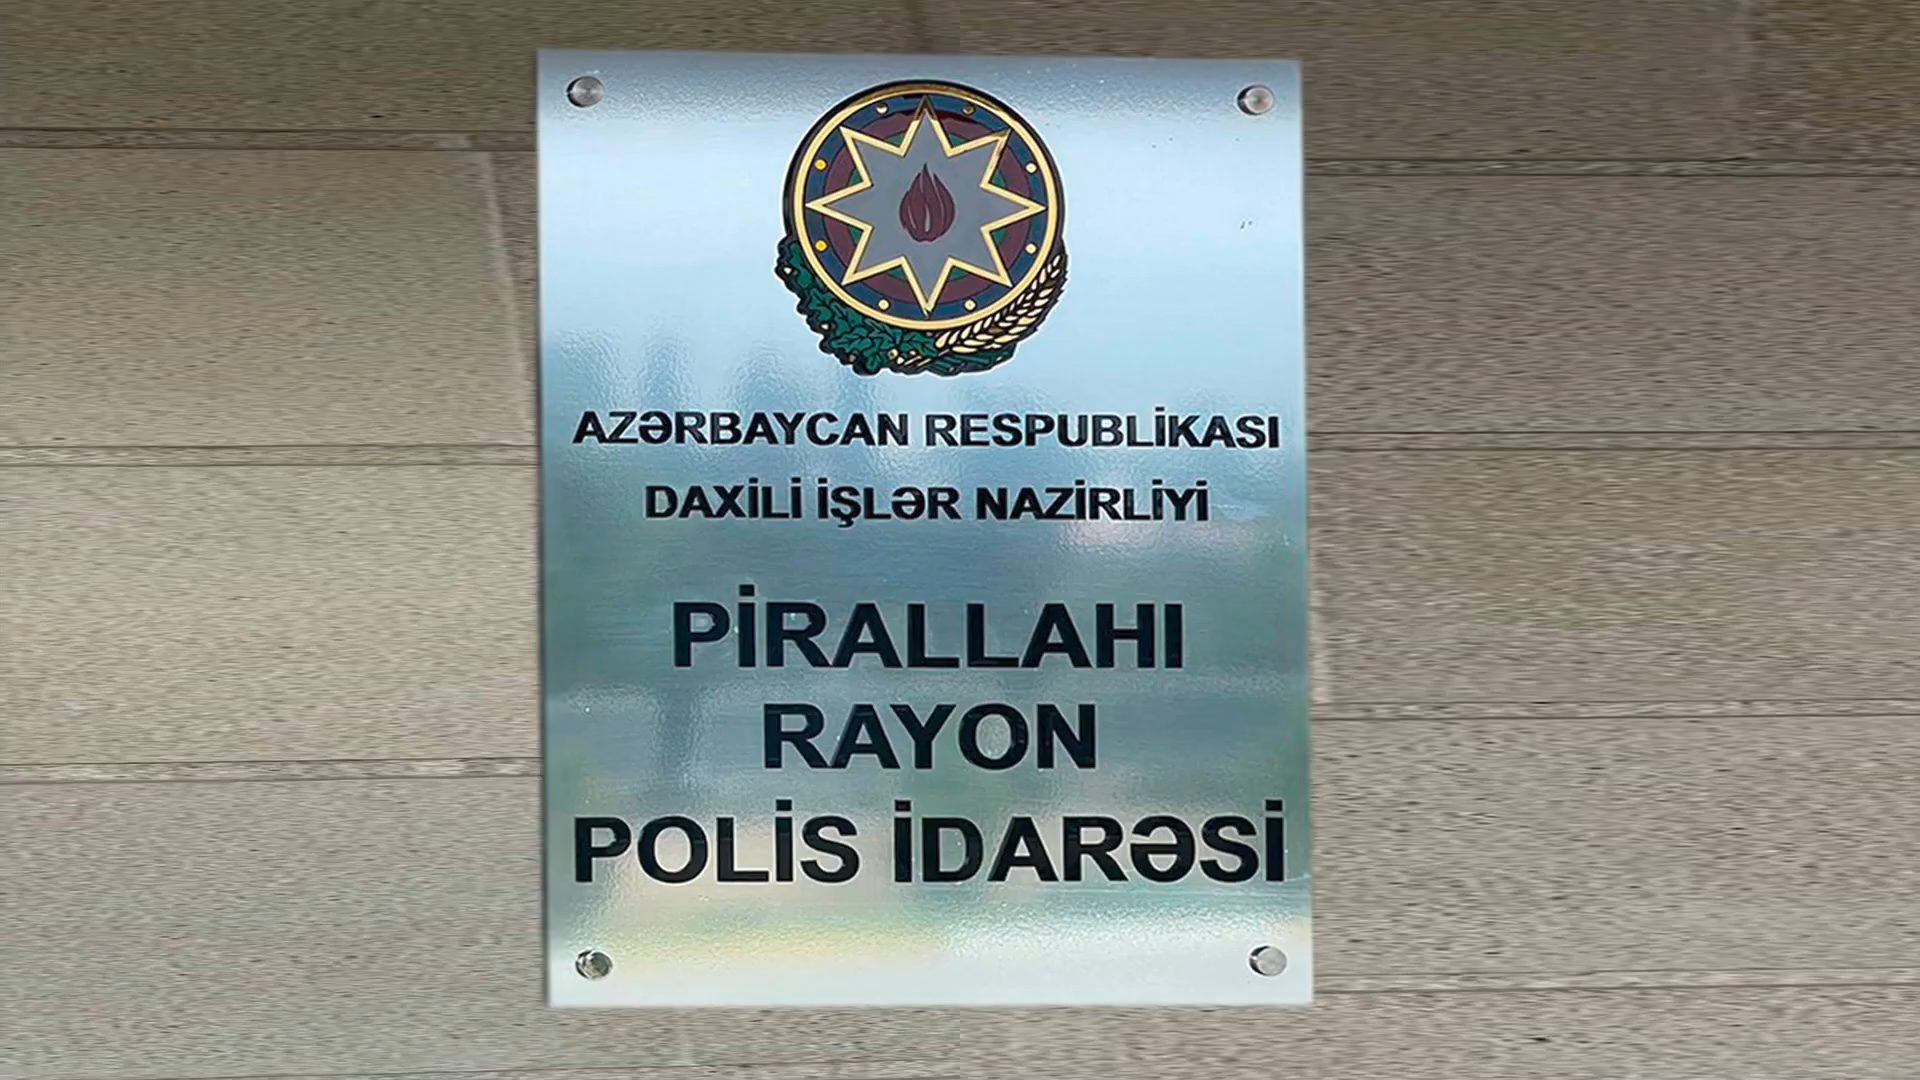 AZƏRBAYCAN RESPUBLİKASI
DAXİLİ İŞLƏR NAZİRLİYİ
PİRALLAHI
RAYON
POLİS İDARƏSİ